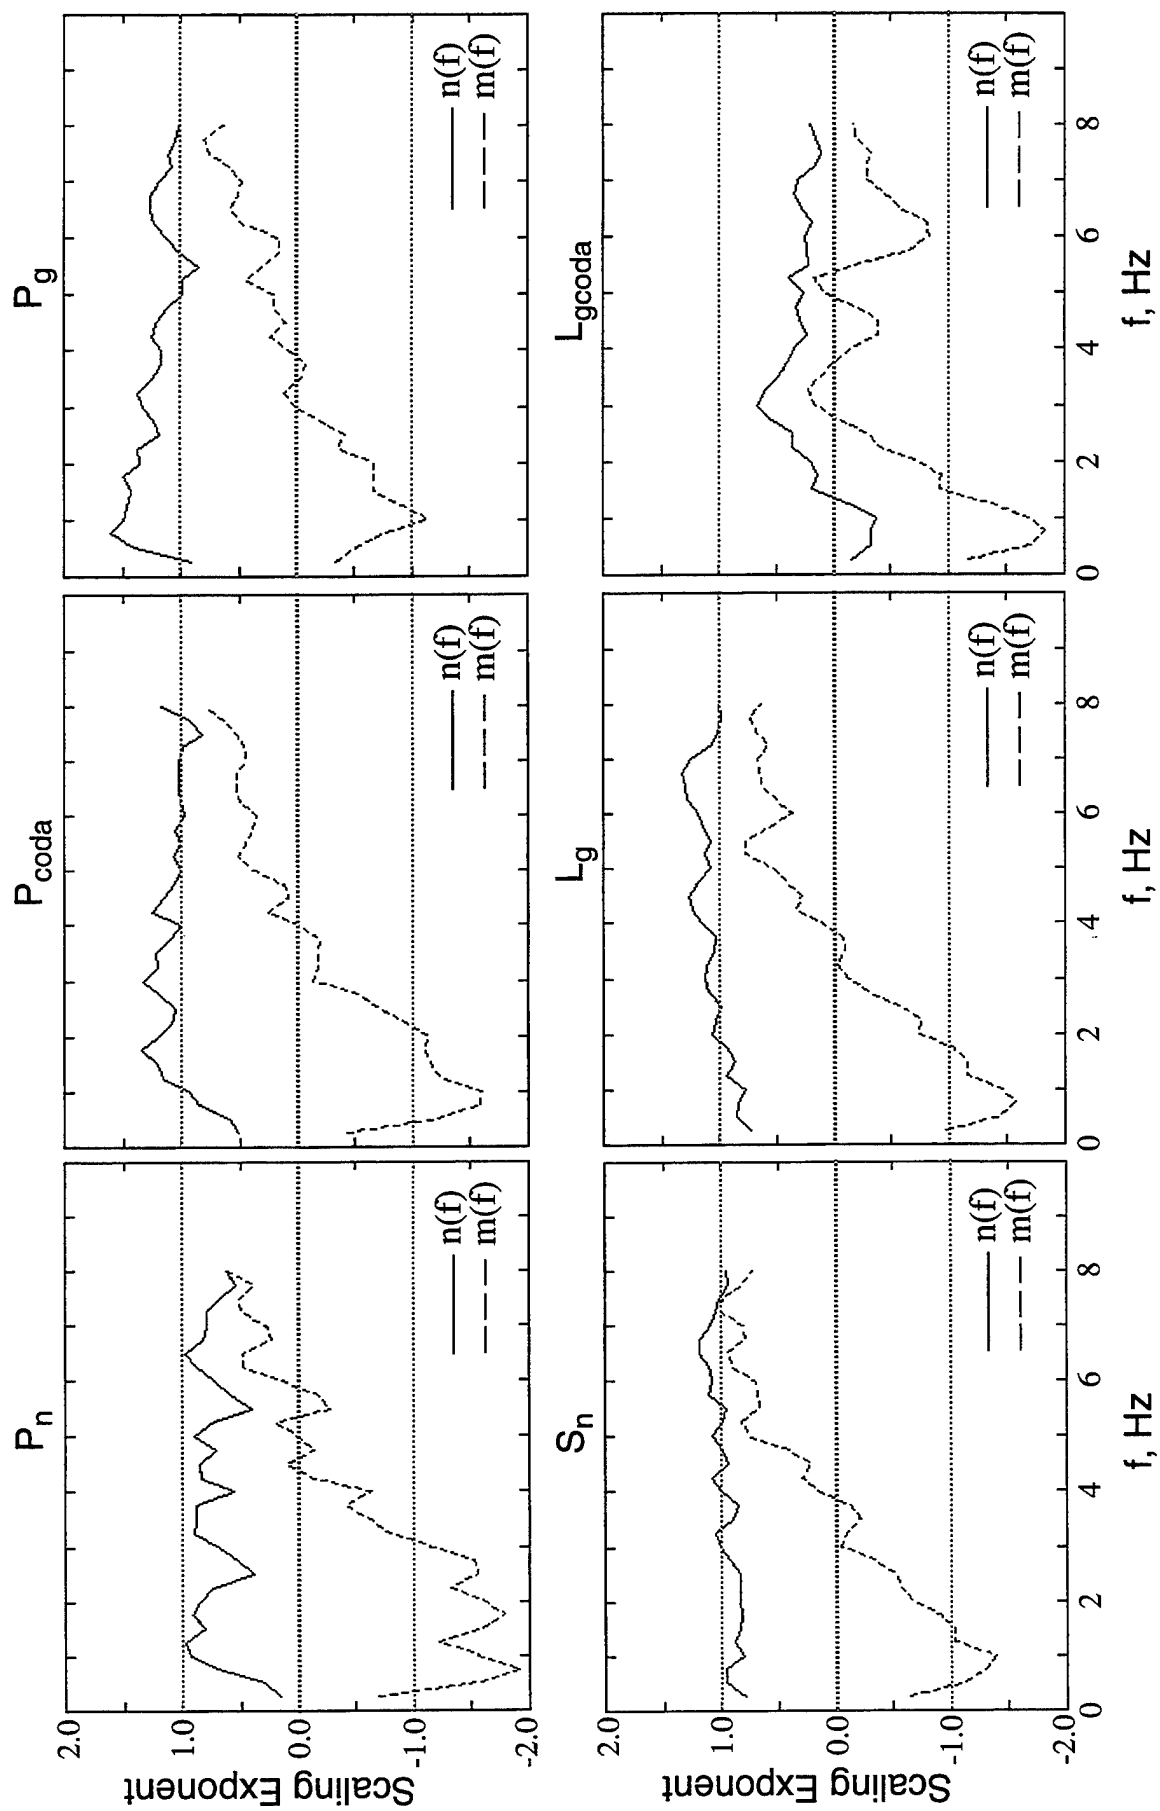 P_n
P_coda
P_g
Scaling Exponent
2.0
1.0
0.0
-1.0
-2.0
n(f)
m(f)
n(f)
m(f)
n(f)
m(f)
S_n
L_g
L_gcoda
Scaling Exponent
2.0
1.0
0.0
-1.0
-2.0
n(f)
m(f)
n(f)
m(f)
n(f)
m(f)
0 2 4 6 8
0 2 4 6 8
0 2 4 6 8
f, Hz
f, Hz
f, Hz